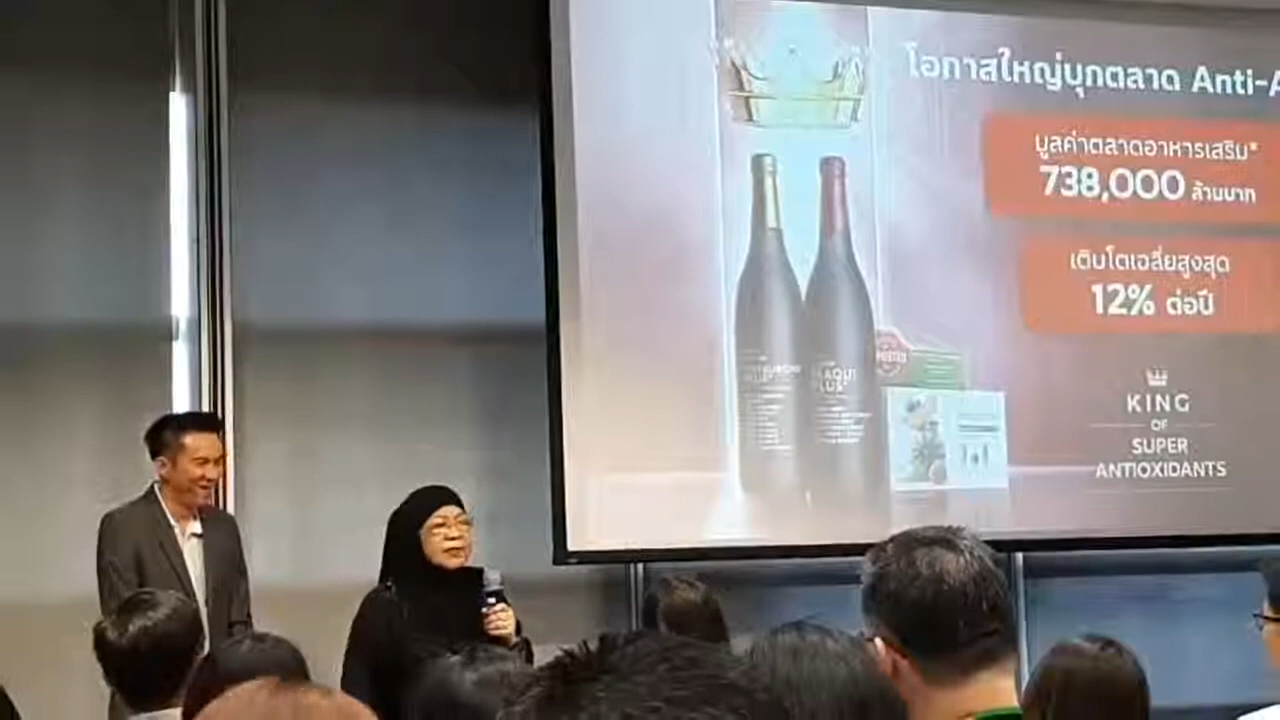 โอกาสใหญ่บุกตลาด Anti-A
มูลค่าตลาดอาหารเสริม*
738,000 ล้านบาท
เติบโตเฉลี่ยสูงสุด
12% ต่อปี
MAQUI
PLUS
KING
OF
SUPER
ANTIOXIDANTS